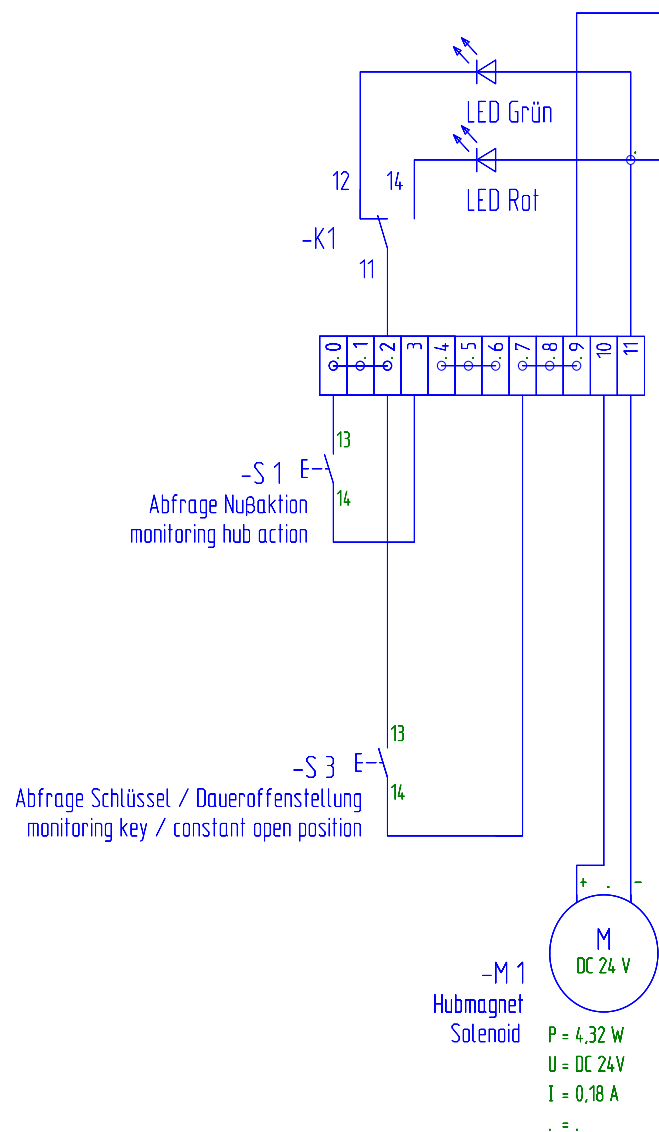 LED Grün
12 14
LED Rot
-K1
11
.0 .1 .2 3 .4 .5 .6 .7 .8 .9 10 11
13
-S 1
14
Abfrage Nußaktion
monitoring hub action
13
-S 3
14
Abfrage Schlüssel / Daueroffenstellung
monitoring key / constant open position
+ . -
M
DC 24 V
-M 1
Hubmagnet
Solenoid
P = 4,32 W
U = DC 24V
I = 0,18 A
. = .